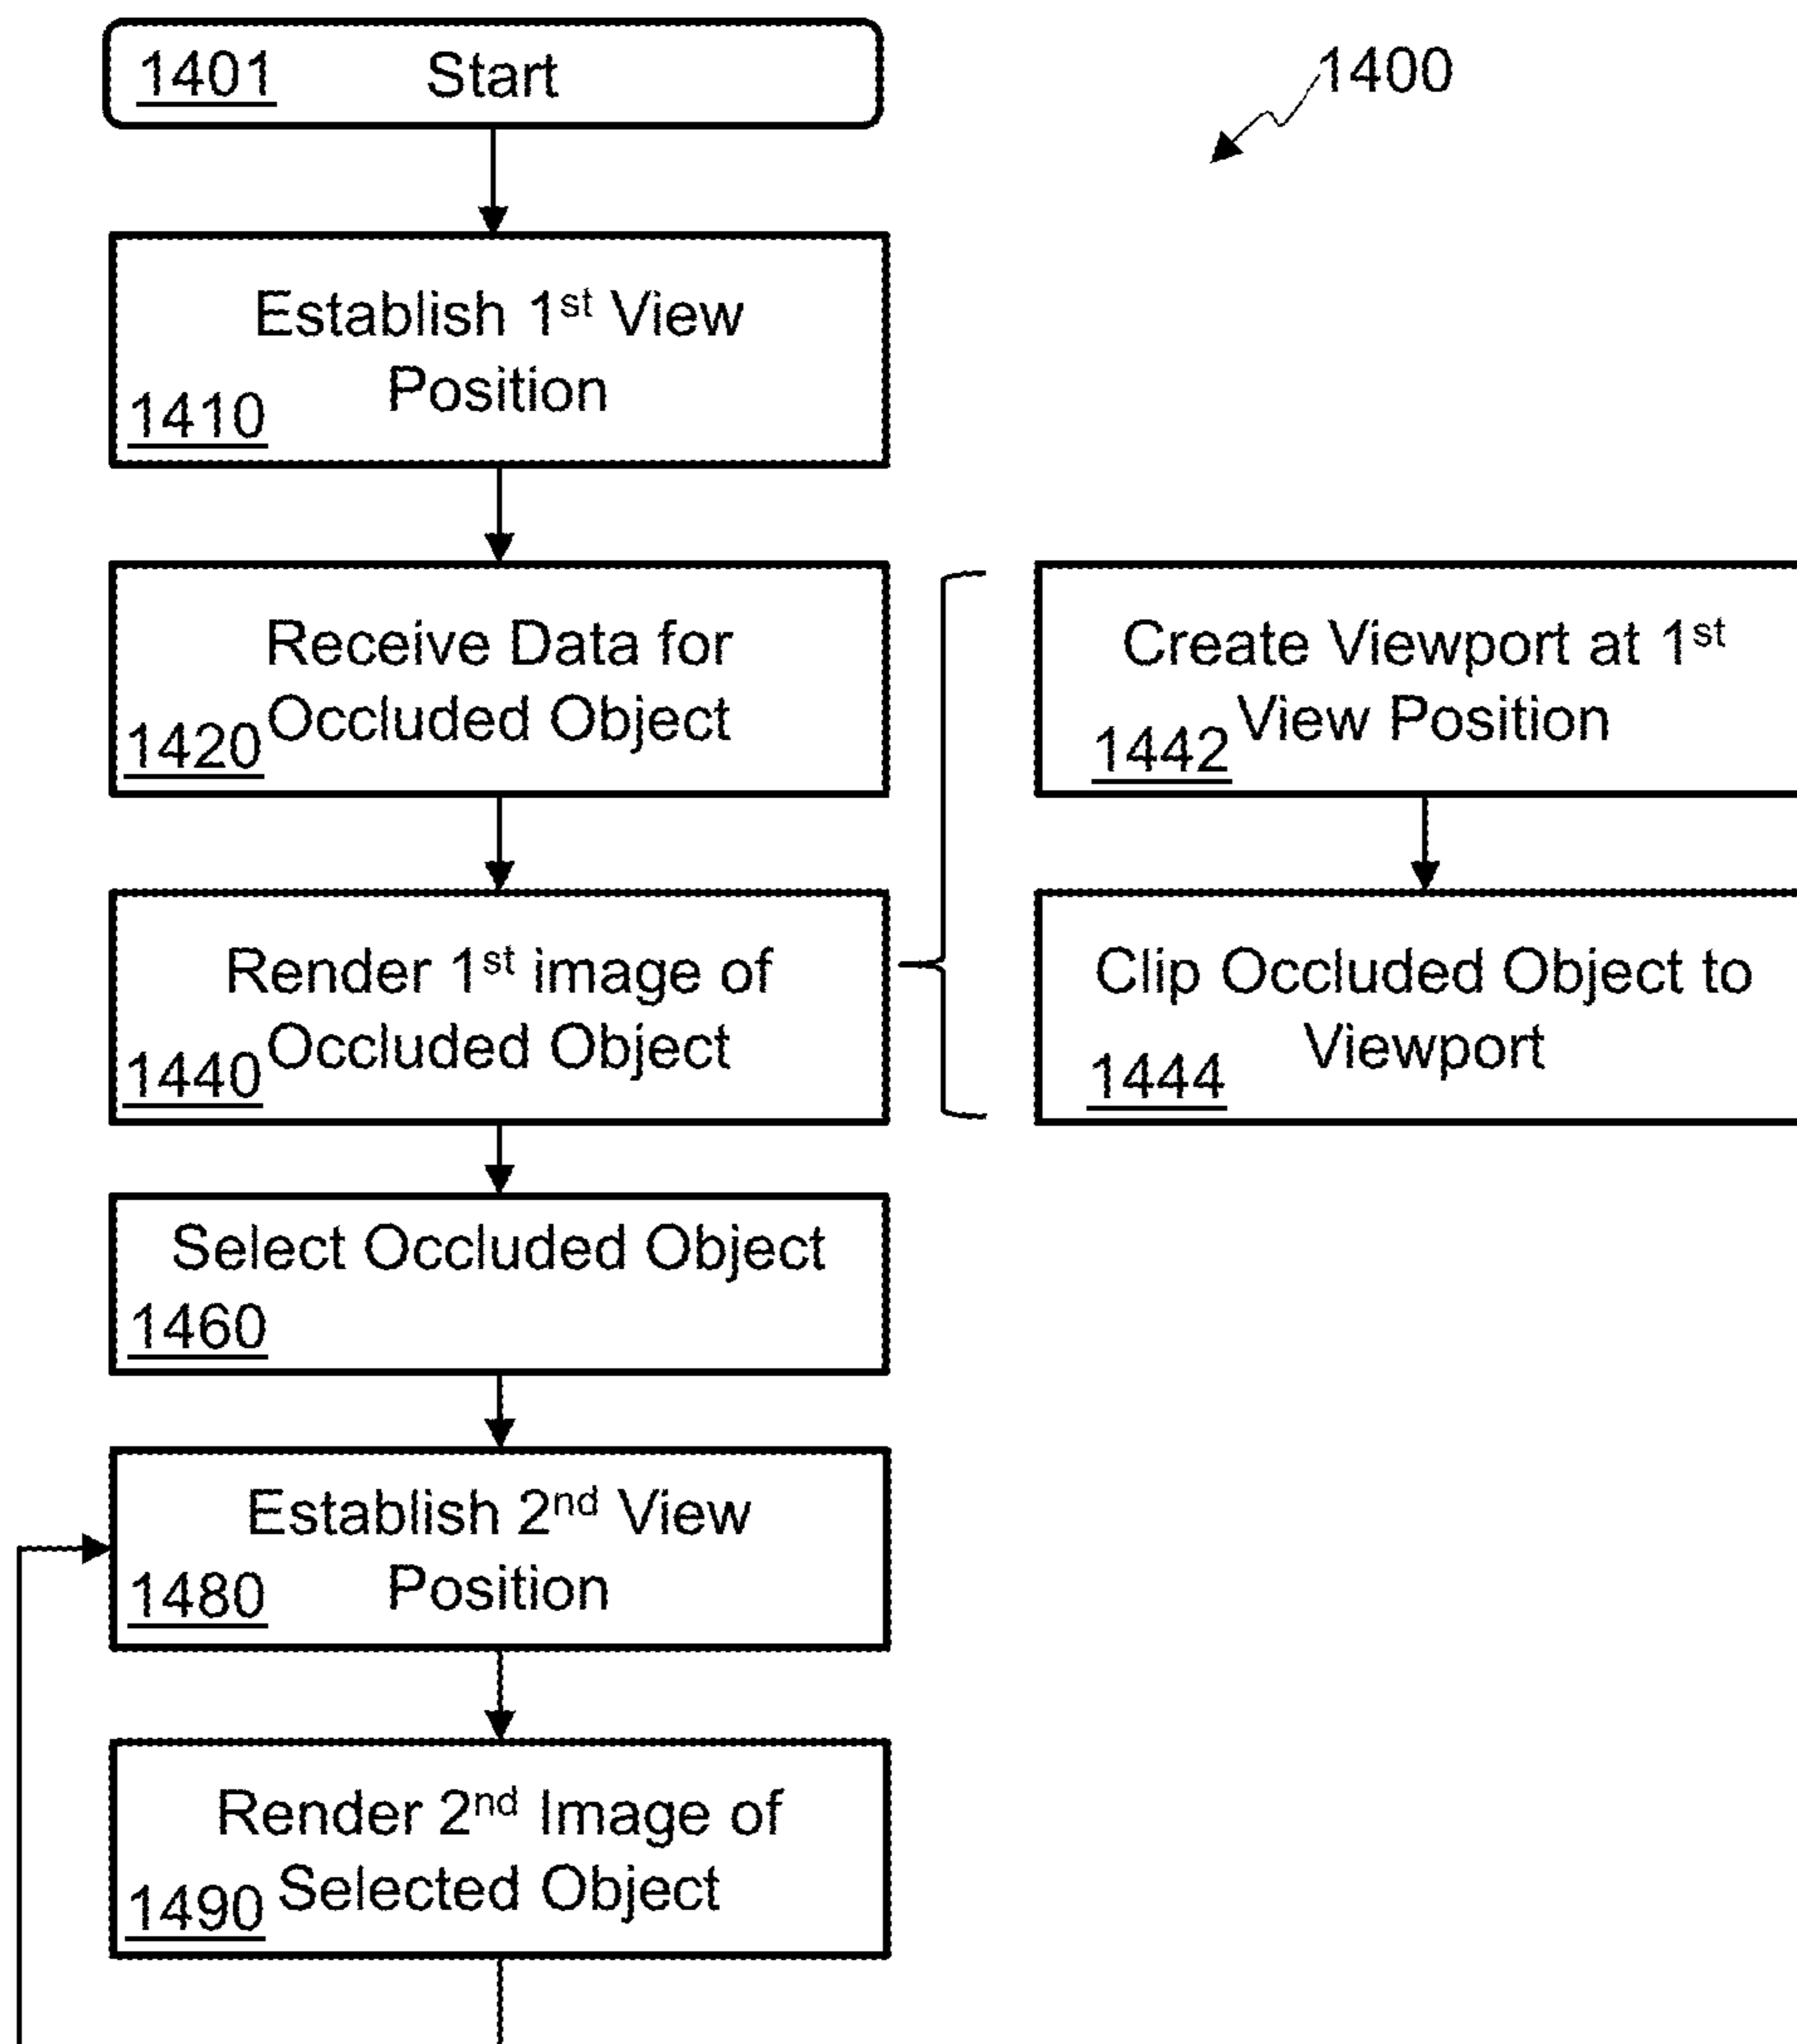 1401 Start
1400
Establish 1st View
Position
1410
Receive Data for
Occluded Object
1420
Create Viewport at 1st
View Position
1442
Render 1st image of
Occluded Object
1440
Clip Occluded Object to
Viewport
1444
Select Occluded Object
1460
Establish 2nd View
Position
1480
Render 2nd Image of
Selected Object
1490